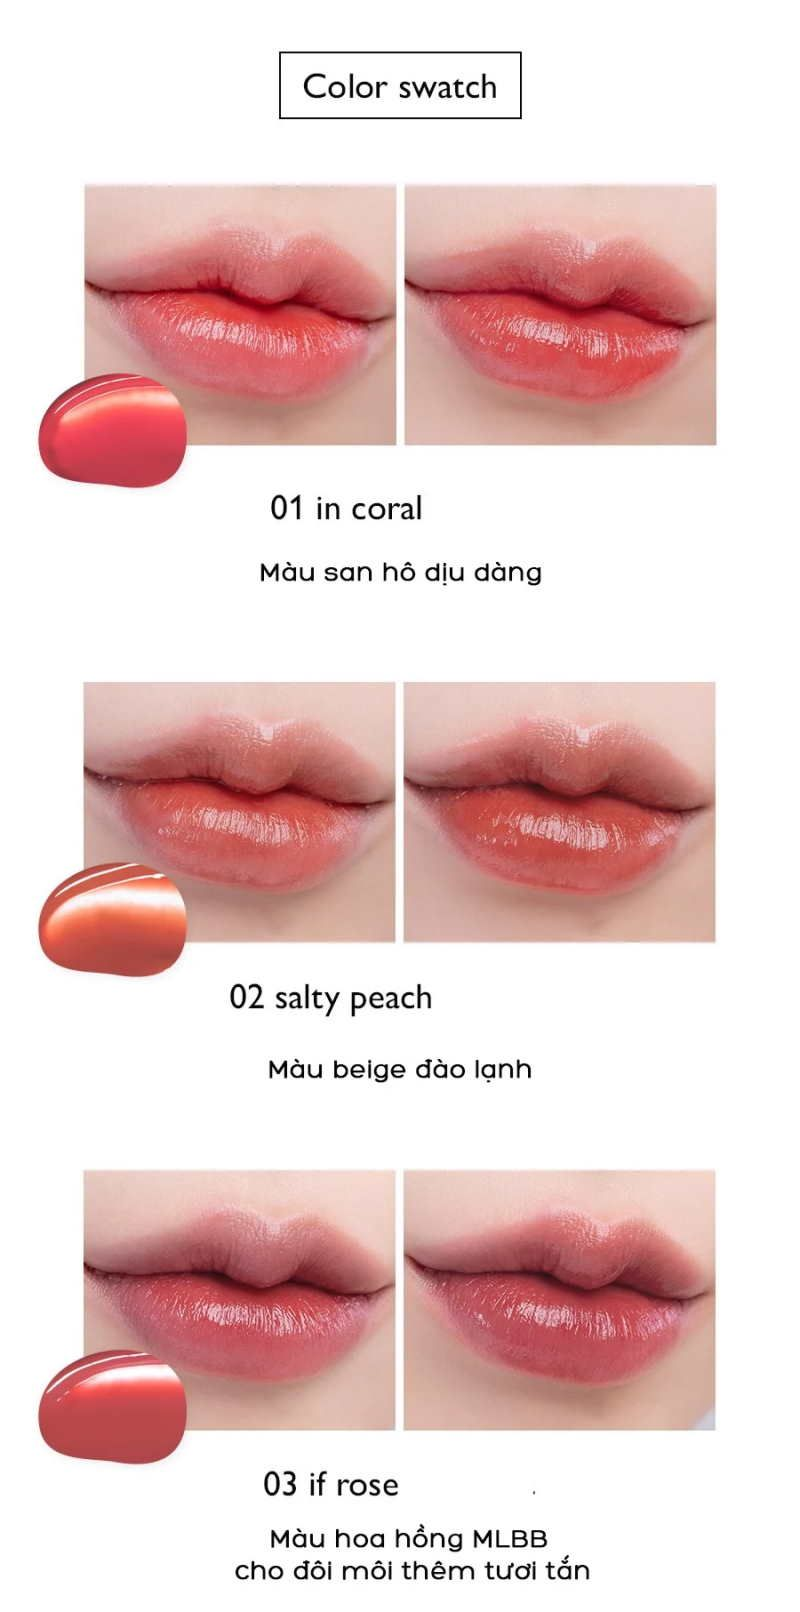 Color swatch
01 in coral
Màu san hô dịu dàng
02 salty peach
Màu beige đào lạnh
03 if rose
Màu hoa hồng MLBB
cho đôi môi thêm tươi tắn